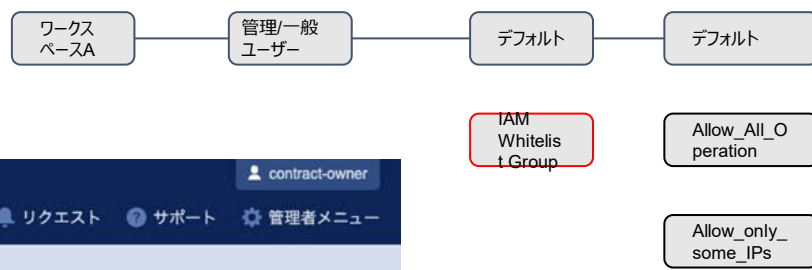 ワークス
ペースA
管理/一般
ユーザー
デフォルト
デフォルト
IAM
Whitelis
t Group
Allow_All_O
peration
contract-owner
リクエスト
サポート
管理者メニュー
Allow_only_
some_IPs